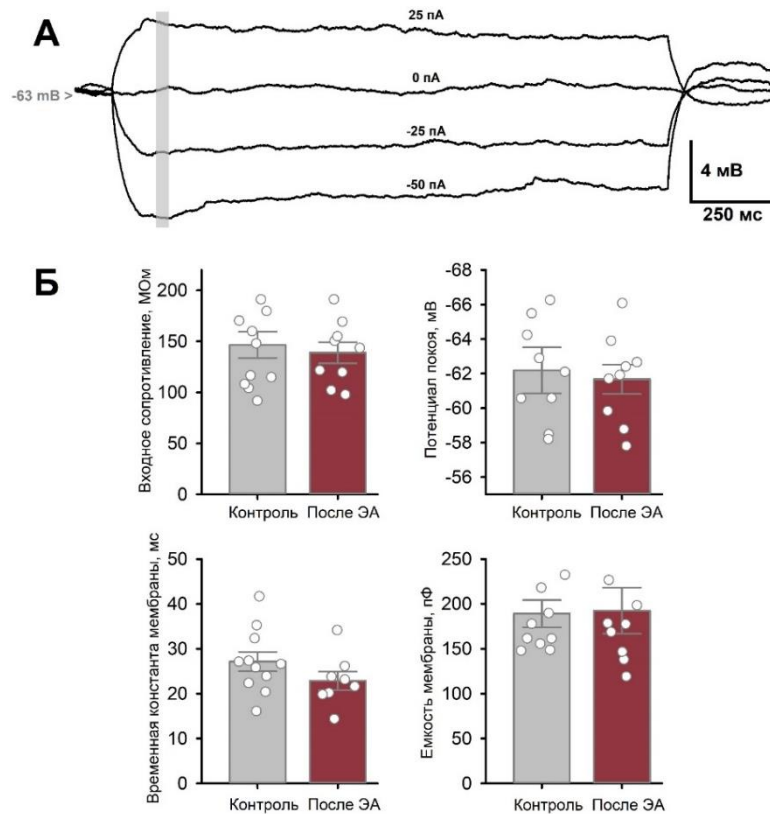 А
25 пА
0 пА
-63 mB >
-25 пА
-50 пА
4 мВ
250 мс
Б
Входное сопротивление, МОм
200
150
100
50
0
Контроль После ЭА
Потенциал покоя, мВ
-68
-66
-64
-62
-60
-58
-56
Контроль После ЭА
Временная константа мембраны, мс
50
40
30
20
10
0
Контроль После ЭА
Емкость мембраны, пФ
250
200
150
100
50
0
Контроль После ЭА